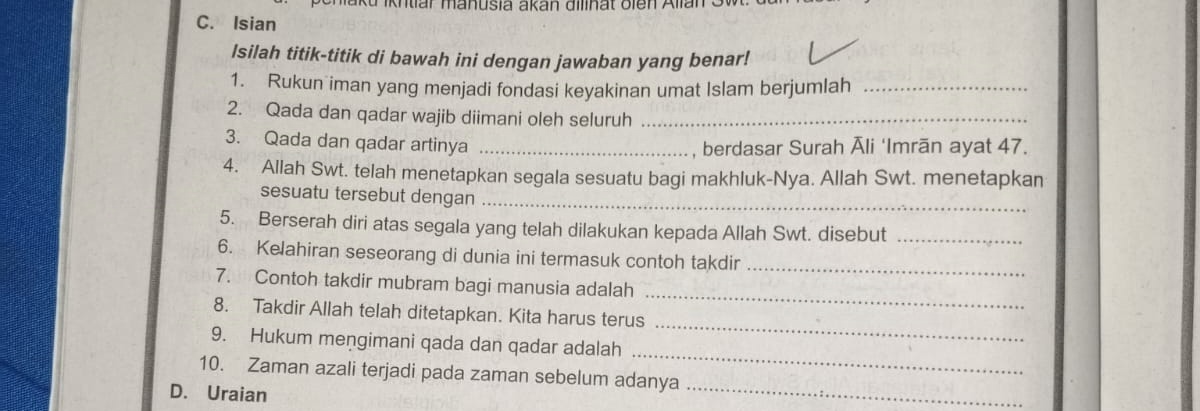 manusia akan dilihat oleh Allah Swt.
C. Isian
Isilah titik-titik di bawah ini dengan jawaban yang benar!
1. Rukun iman yang menjadi fondasi keyakinan umat Islam berjumlah ........................
2. Qada dan qadar wajib diimani oleh seluruh ........................
3. Qada dan qadar artinya ........................, berdasar Surah Āli 'Imrān ayat 47.
4. Allah Swt. telah menetapkan segala sesuatu bagi makhluk-Nya. Allah Swt. menetapkan
sesuatu tersebut dengan ........................
5. Berserah diri atas segala yang telah dilakukan kepada Allah Swt. disebut ........................
6. Kelahiran seseorang di dunia ini termasuk contoh takdir ........................
7. Contoh takdir mubram bagi manusia adalah ........................
8. Takdir Allah telah ditetapkan. Kita harus terus ........................
9. Hukum mengimani qada dan qadar adalah ........................
10. Zaman azali terjadi pada zaman sebelum adanya ........................
D. Uraian